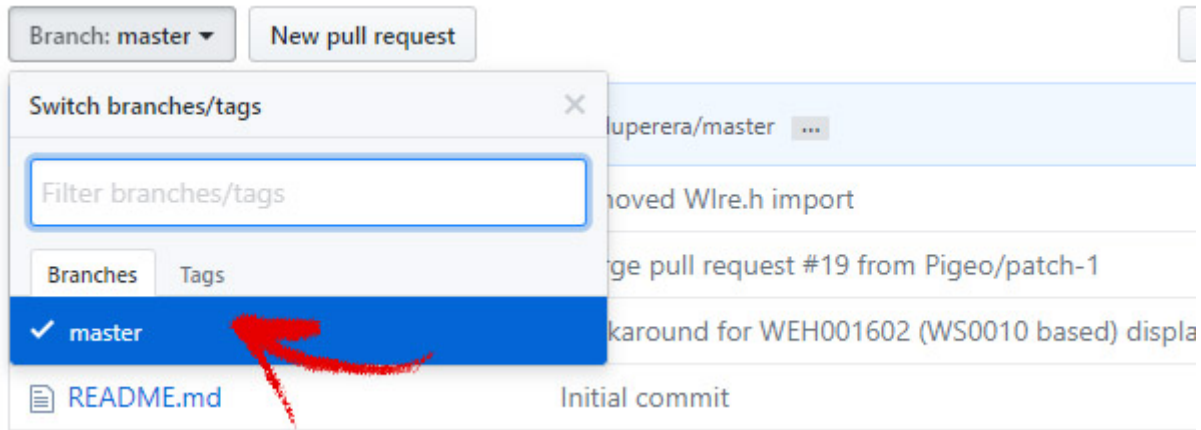 Branch: master New pull request
Switch branches/tags
luperera/master ...
Filter branches/tags
moved WIre.h import
Branches Tags
rge pull request #19 from Pigeo/patch-1
master
karound for WEH001602 (WS0010 based) displa
README.md Initial commit